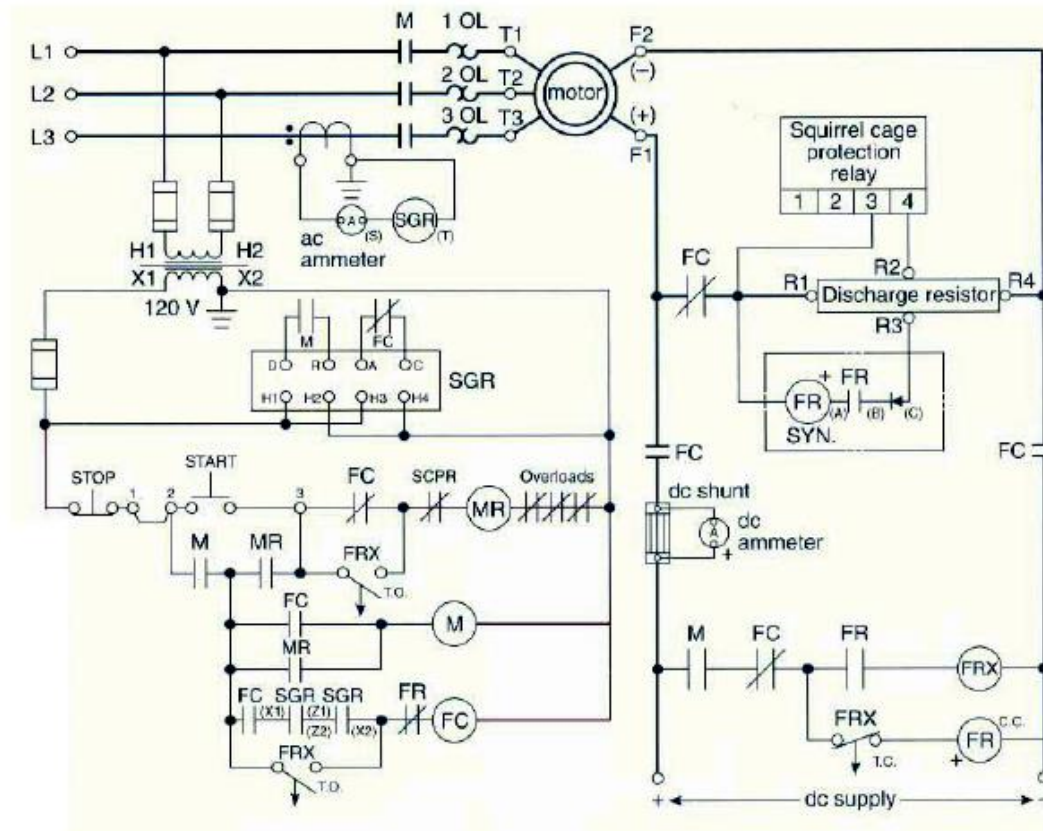 M 1 OL T1 F2
L1 (–)
L2 2 OL T2 motor
L3 3 OL T3 (+)
F1
Squirrel cage
protection
relay
1 2 3 4
SGR
(S) (T)
ac
ammeter
H1 H2
X1 X2
120 V
FC R2
R1 Discharge resistor R4
R3
M FC
D R A C
SGR
H1 H2 H3 H4
+ FR
FR (A) (B) (C)
SYN.
FC FC
STOP 1 2 START 3 FC SCPR Overloads
MR
dc shunt
A dc
ammeter
+
M MR FRX
T.O.
FC
M
MR
M FC FR
FRX
FC SGR SGR FR
(X1) (Z1)
(Z2) (X2)
FC
FRX
T.O.
FRX C.C.
FR
T.C. +
+ dc supply –